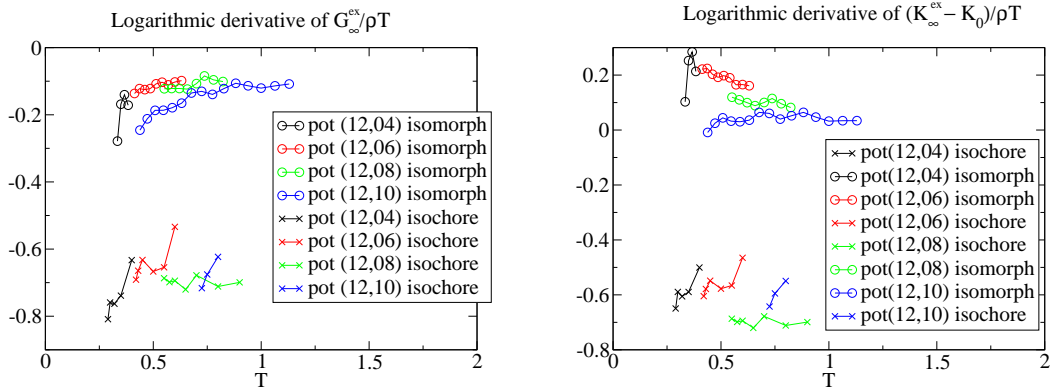 Logarithmic derivative of G∞^ex/ρT
0
-0.2
-0.4
-0.6
-0.8
0 0.5 1 1.5 2
T
pot (12,04) isomorph
pot (12,06) isomorph
pot (12,08) isomorph
pot (12,10) isomorph
pot (12,04) isochore
pot (12,06) isochore
pot (12,08) isochore
pot (12,10) isochore
Logarithmic derivative of (K∞^ex − K0)/ρT
0.2
0
-0.2
-0.4
-0.6
-0.8
0 0.5 1 1.5 2
T
pot(12,04) isochore
pot(12,04) isomorph
pot(12,06) isomorph
pot(12,06) isochore
pot(12,08) isochore
pot(12,08) isomorph
pot(12,10) isomorph
pot(12,10) isochore